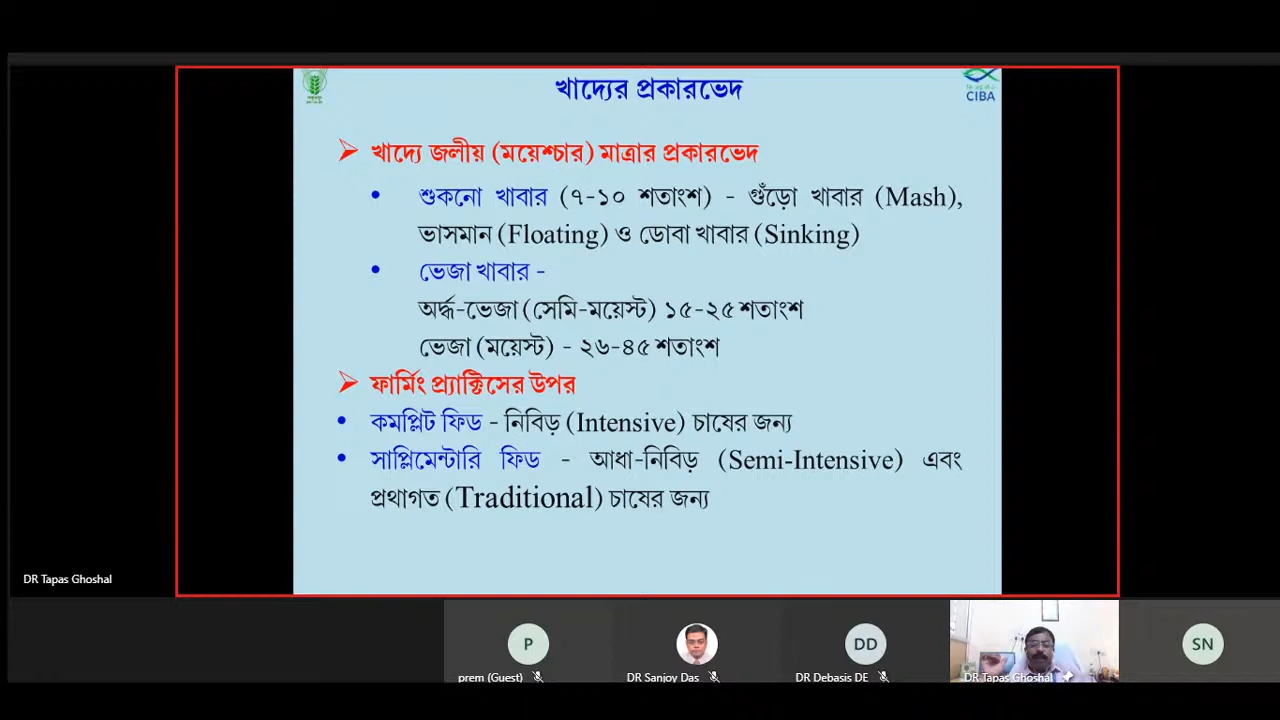 খাদ্যের প্রকারভেদ
CIBA
➢ খাদ্যে জলীয় (ময়েশ্চার) মাত্রার প্রকারভেদ
• শুকনো খাবার (৭-১০ শতাংশ) - গুঁড়ো খাবার (Mash),
ভাসমান (Floating) ও ডোবা খাবার (Sinking)
• ভেজা খাবার -
অর্দ্ধ-ভেজা (সেমি-ময়েস্ট) ১৫-২৫ শতাংশ
ভেজা (ময়েস্ট) - ২৬-৪৫ শতাংশ
➢ ফার্মিং প্র্যাক্টিসের উপর
• কমপ্লিট ফিড - নিবিড় (Intensive) চাষের জন্য
• সাপ্লিমেন্টারি ফিড - আধা-নিবিড় (Semi-Intensive) এবং
প্রথাগত (Traditional) চাষের জন্য
DR Tapas Ghoshal
P
DD
SN
prem (Guest)
DR Sanjoy Das
DR Debasis DE
DR Tapas Ghoshal